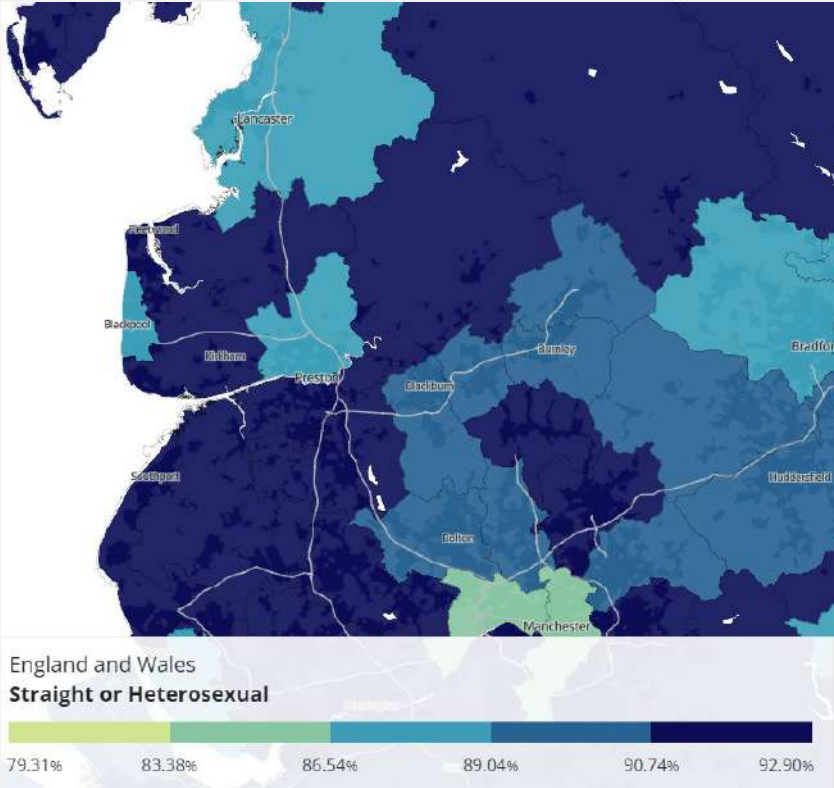 Lancaster
Fleetwood
Blackpool
Kirkham
Preston
Blackburn
Burnley
Bradfor
Southport
Huddersfield
Bolton
Manchester
England and Wales
Straight or Heterosexual
79.31%
83.38%
86.54%
89.04%
90.74%
92.90%